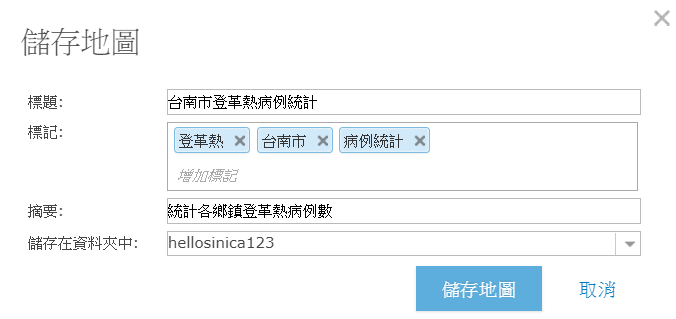 儲存地圖
標題: 台南市登革熱病例統計
標記: 登革熱 台南市 病例統計
增加標記
摘要: 統計各鄉鎮登革熱病例數
儲存在資料夾中: hellosinica123
儲存地圖 取消